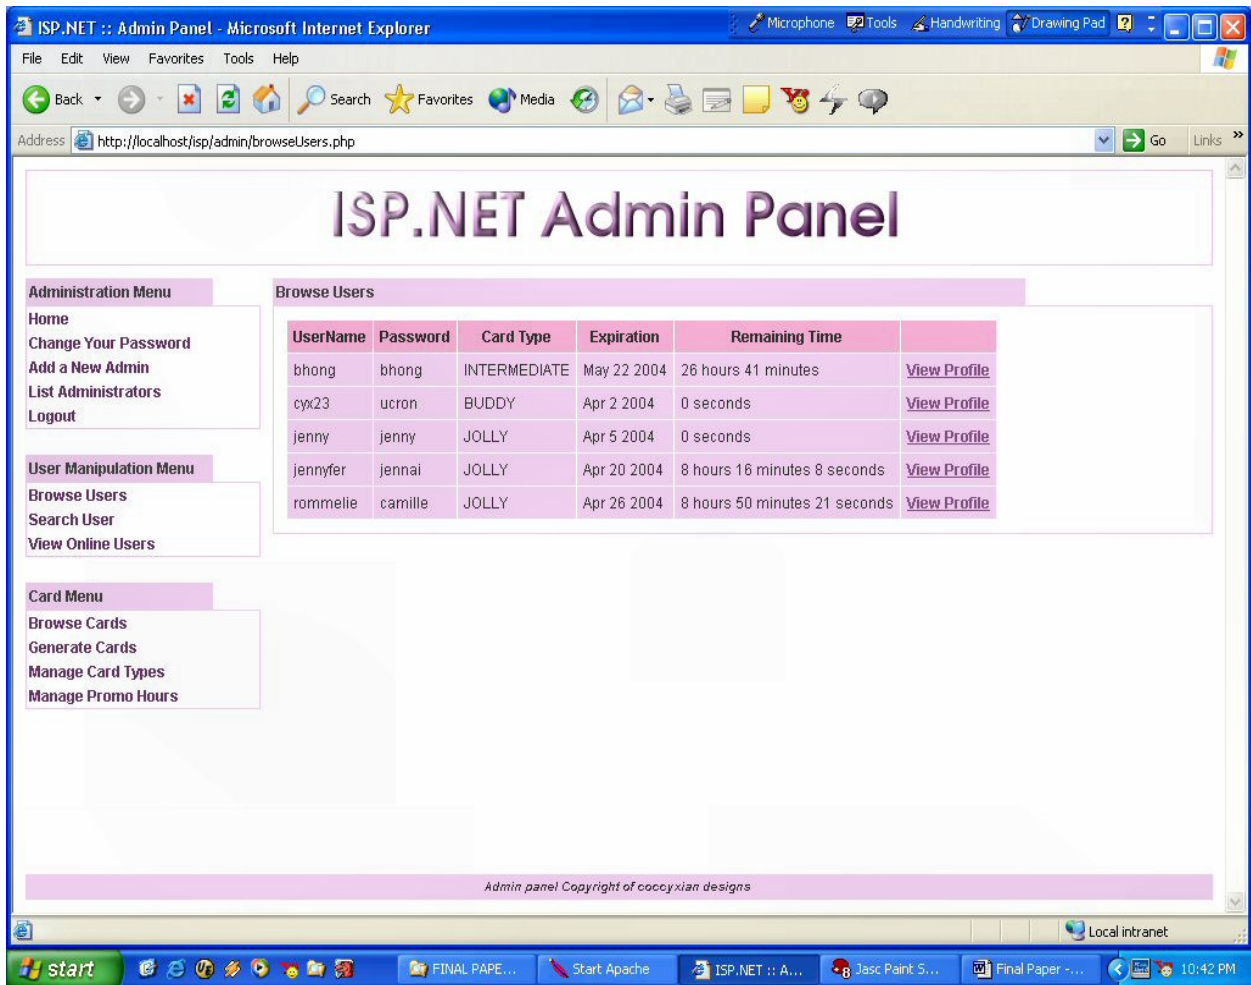 ISP.NET :: Admin Panel - Microsoft Internet Explorer
Microphone Tools Handwriting Drawing Pad
File Edit View Favorites Tools Help
Back Search Favorites Media
Address http://localhost/isp/admin/browseUsers.php Go Links »
ISP.NET Admin Panel
Administration Menu
Home
Change Your Password
Add a New Admin
List Administrators
Logout
User Manipulation Menu
Browse Users
Search User
View Online Users
Card Menu
Browse Cards
Generate Cards
Manage Card Types
Manage Promo Hours
Browse Users
UserName Password Card Type Expiration Remaining Time
bhong bhong INTERMEDIATE May 22 2004 26 hours 41 minutes View Profile
cyx23 ucron BUDDY Apr 2 2004 0 seconds View Profile
jenny jenny JOLLY Apr 5 2004 0 seconds View Profile
jennyfer jennai JOLLY Apr 20 2004 8 hours 16 minutes 8 seconds View Profile
rommelie camille JOLLY Apr 26 2004 8 hours 50 minutes 21 seconds View Profile
Admin panel Copyright of coccyxian designs
Local intranet
start FINAL PAPE... Start Apache ISP.NET :: A... Jasc Paint S... Final Paper -... 10:42 PM